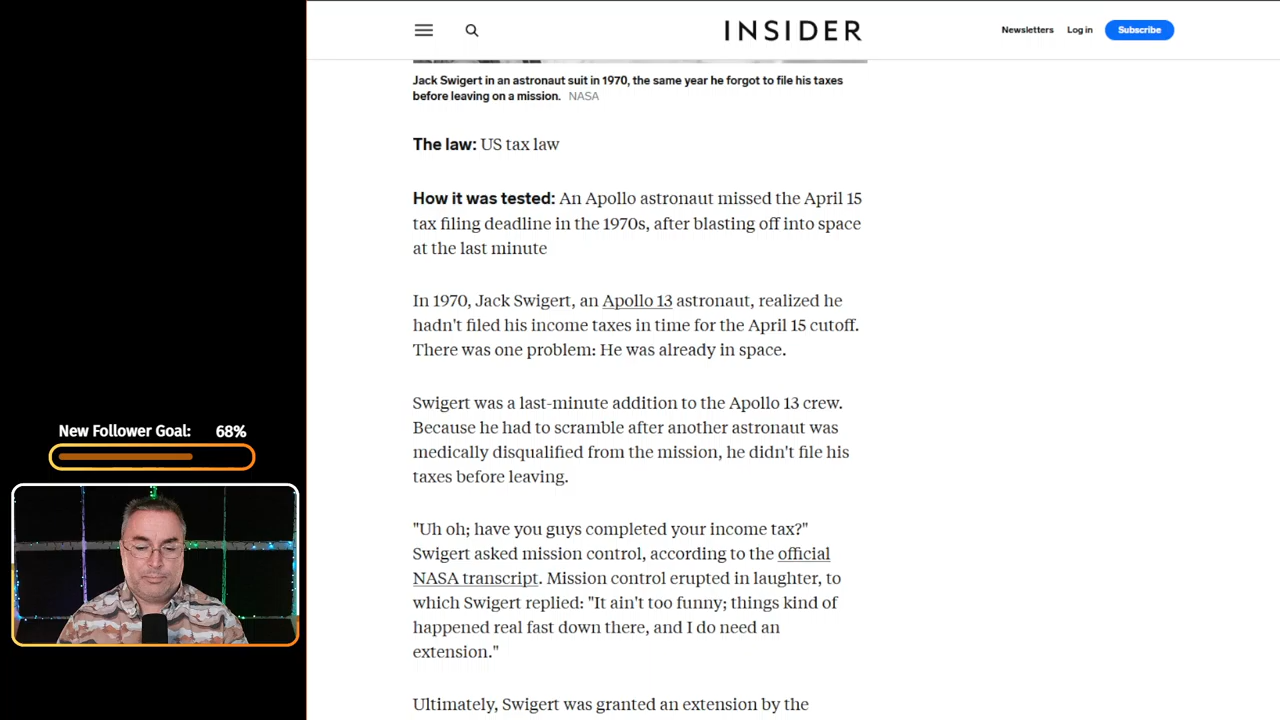 INSIDER
Newsletters
Log in
Subscribe
Jack Swigert in an astronaut suit in 1970, the same year he forgot to file his taxes
before leaving on a mission. NASA
The law: US tax law
How it was tested: An Apollo astronaut missed the April 15
tax filing deadline in the 1970s, after blasting off into space
at the last minute
In 1970, Jack Swigert, an Apollo 13 astronaut, realized he
hadn't filed his income taxes in time for the April 15 cutoff.
There was one problem: He was already in space.
Swigert was a last-minute addition to the Apollo 13 crew.
Because he had to scramble after another astronaut was
medically disqualified from the mission, he didn't file his
taxes before leaving.
"Uh oh; have you guys completed your income tax?"
Swigert asked mission control, according to the official
NASA transcript. Mission control erupted in laughter, to
which Swigert replied: "It ain't too funny; things kind of
happened real fast down there, and I do need an
extension."
Ultimately, Swigert was granted an extension by the
New Follower Goal: 68%